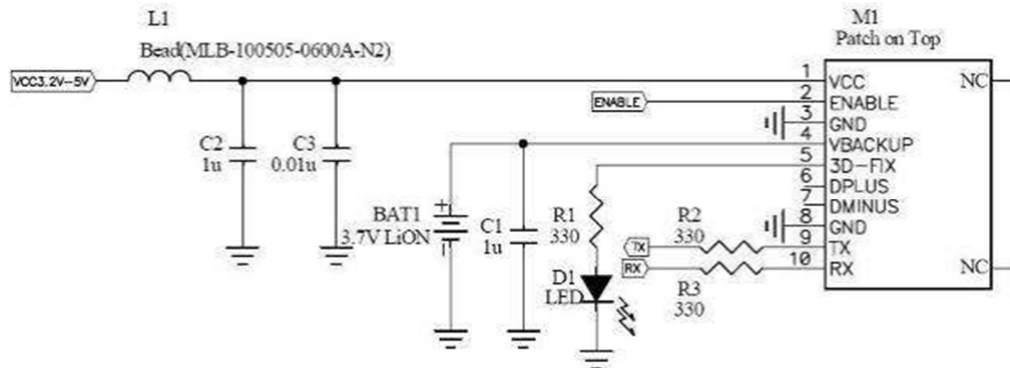 L1
Bead(MLB-100505-0600A-N2)
VCC3.2V-5V
C2
1u
C3
0.01u
BAT1
3.7V LiON
+
C1
1u
R1
330
D1
LED
ENABLE
TX
RX
R2
330
R3
330
M1
Patch on Top
1 VCC
2 ENABLE
3 GND
4 VBACKUP
5 3D-FIX
6 DPLUS
7 DMINUS
8 GND
9 TX
10 RX
NC
NC